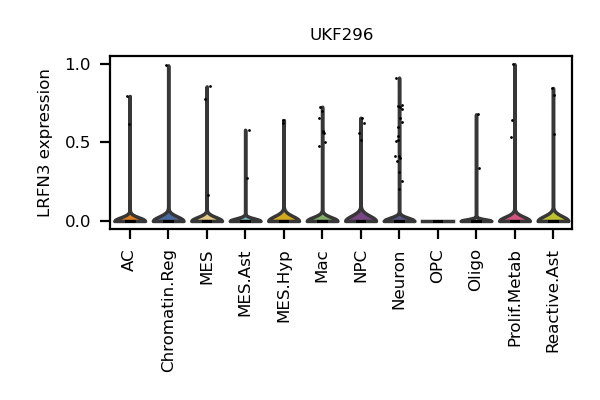 UKF296
LRFN3 expression
1.0
0.5
0.0
AC
Chromatin.Reg
MES
MES.Ast
MES.Hyp
Mac
NPC
Neuron
OPC
Oligo
Prolif.Metab
Reactive.Ast